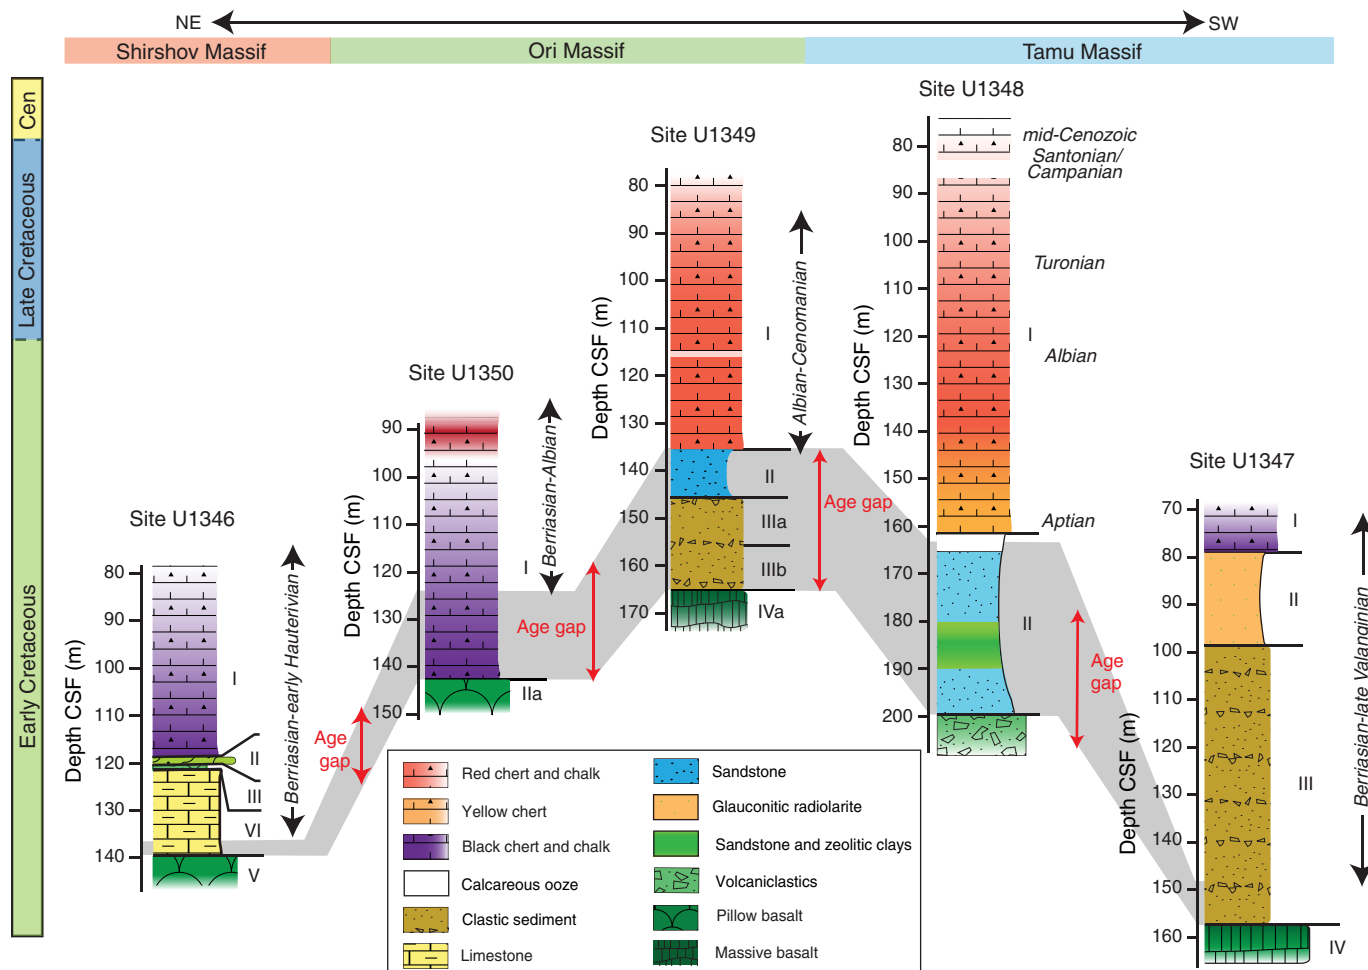 NE
SW
Shirshov Massif
Ori Massif
Tamu Massif
Cen
Late Cretaceous
Early Cretaceous
Site U1346
Depth CSF (m)
80
90
100
110
120
130
140
I
II
III
VI
V
Berriasian-early Hauterivian
Age
gap
Site U1350
Depth CSF (m)
90
100
110
120
130
140
150
I
IIa
Berriasian-Albian
Age gap
Site U1349
Depth CSF (m)
80
90
100
110
120
130
140
150
160
170
I
II
IIIa
IIIb
IVa
Albian-Cenomanian
Age gap
Site U1348
Depth CSF (m)
80
90
100
110
120
130
140
150
160
170
180
190
200
mid-Cenozoic
Santonian/
Campanian
Turonian
I
Albian
Aptian
II
Age
gap
Site U1347
Depth CSF (m)
70
80
90
100
110
120
130
140
150
160
I
II
III
IV
Berriasian-late Valanoinian
Red chert and chalk
Yellow chert
Black chert and chalk
Calcareous ooze
Clastic sediment
Limestone
Sandstone
Glauconitic radiolarite
Sandstone and zeolitic clays
Volcaniclastics
Pillow basalt
Massive basalt